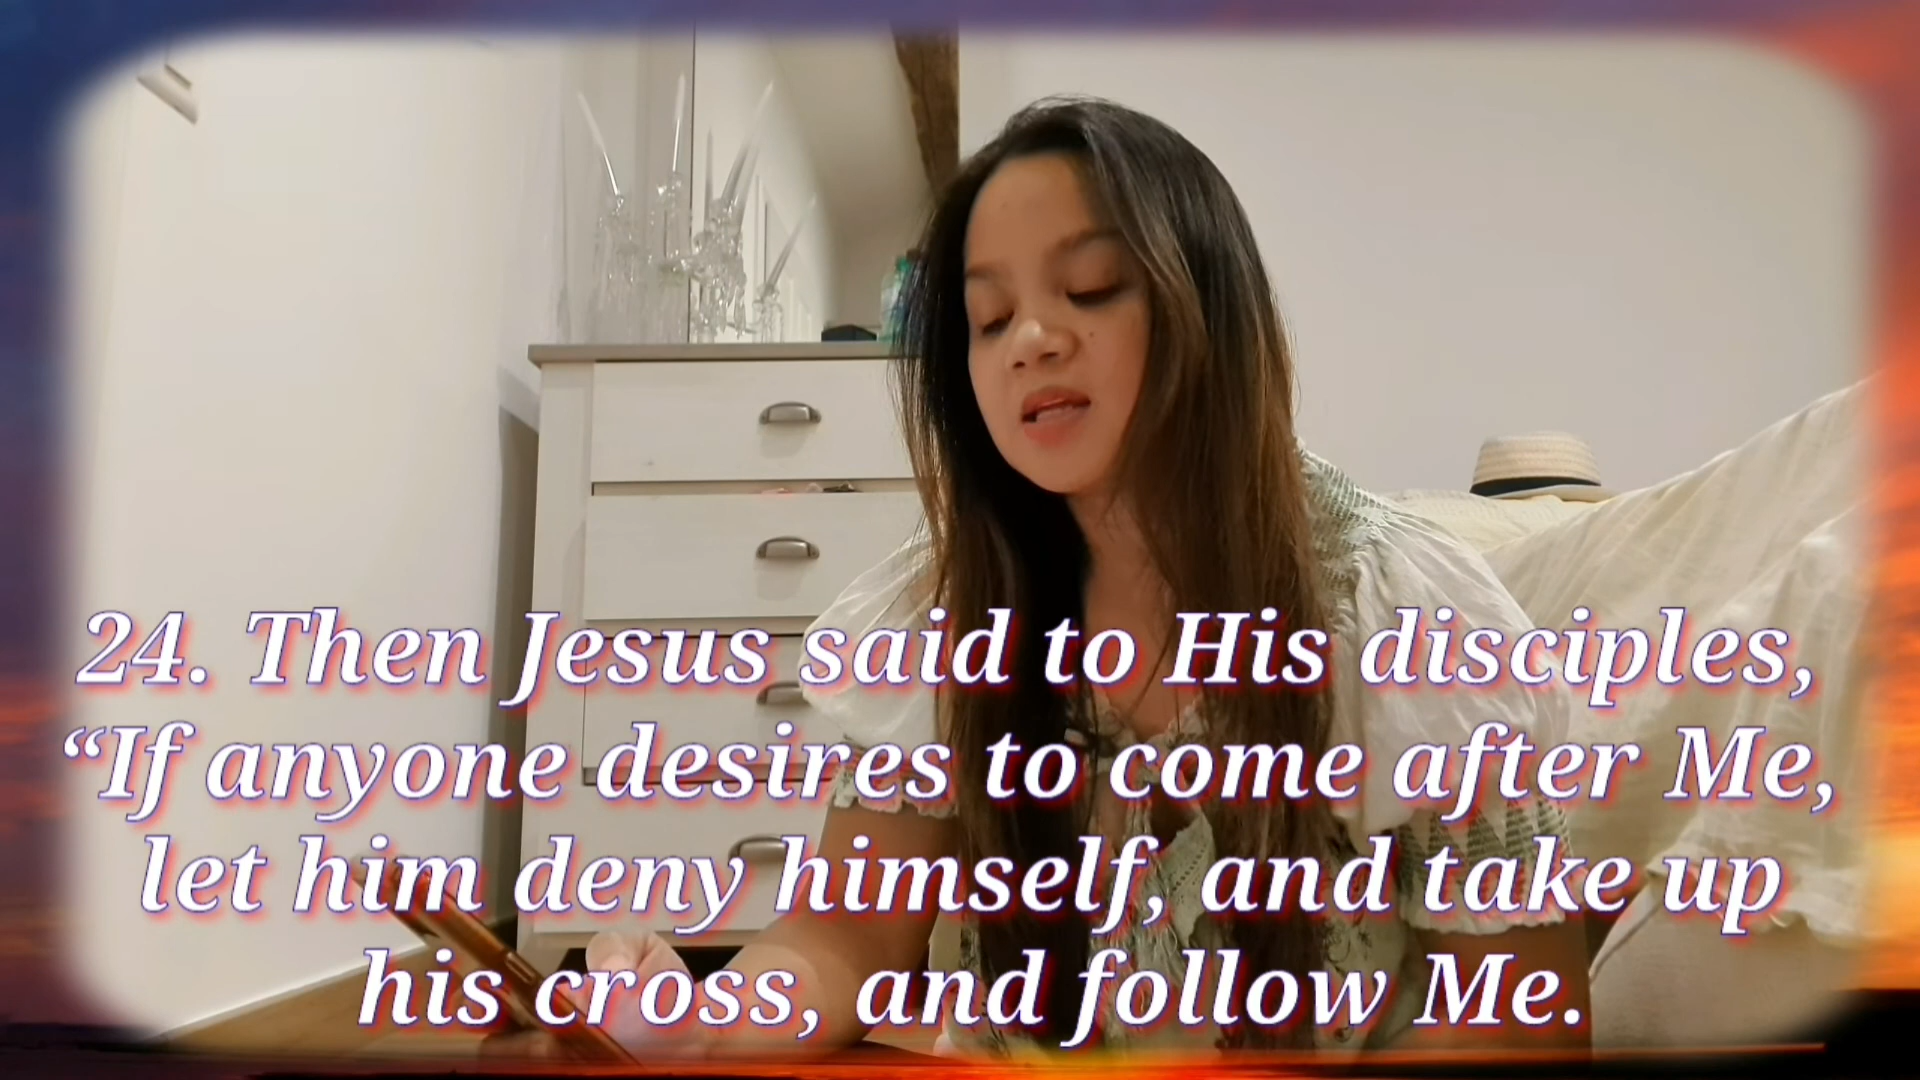 24. Then Jesus said to His disciples,
“If anyone desires to come after Me,
let him deny himself, and take up
his cross, and follow Me.